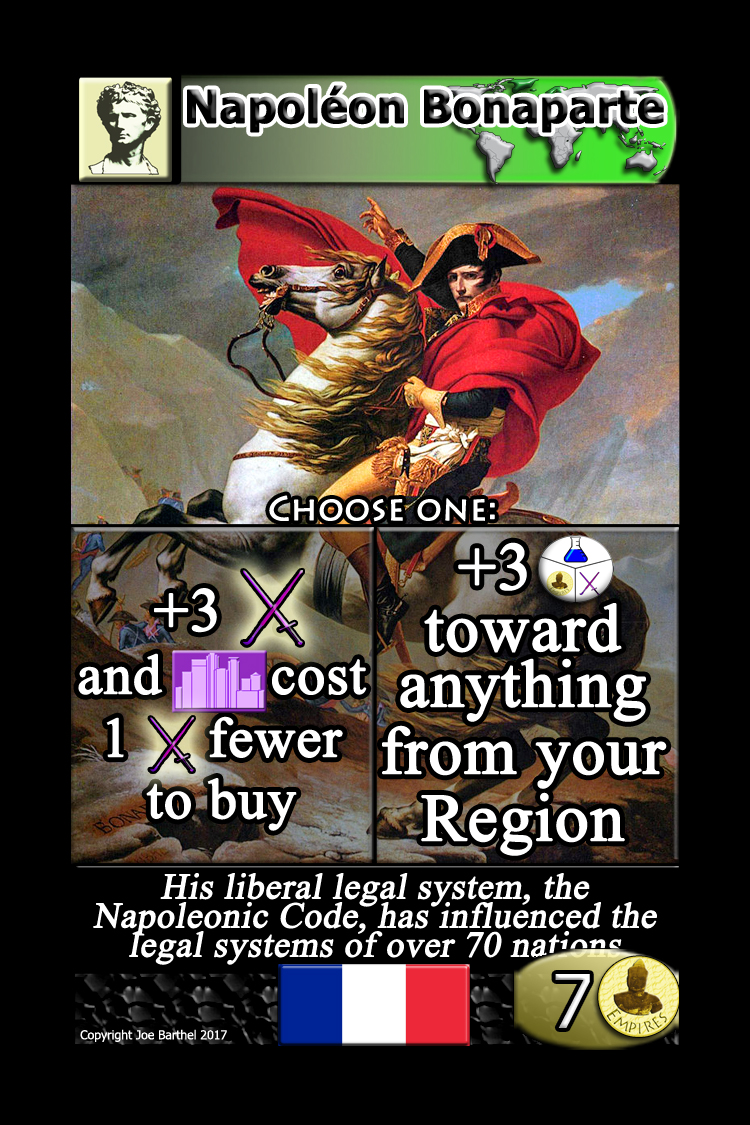 Napoléon Bonaparte
CHOOSE ONE:
+3
and cost
1 fewer
to buy
+3
toward
anything
from your
Region
BONA
His liberal legal system, the
Napoleonic Code, has influenced the
legal systems of over 70 nations
7
EMPIRES
Copyright Joe Barthel 2017